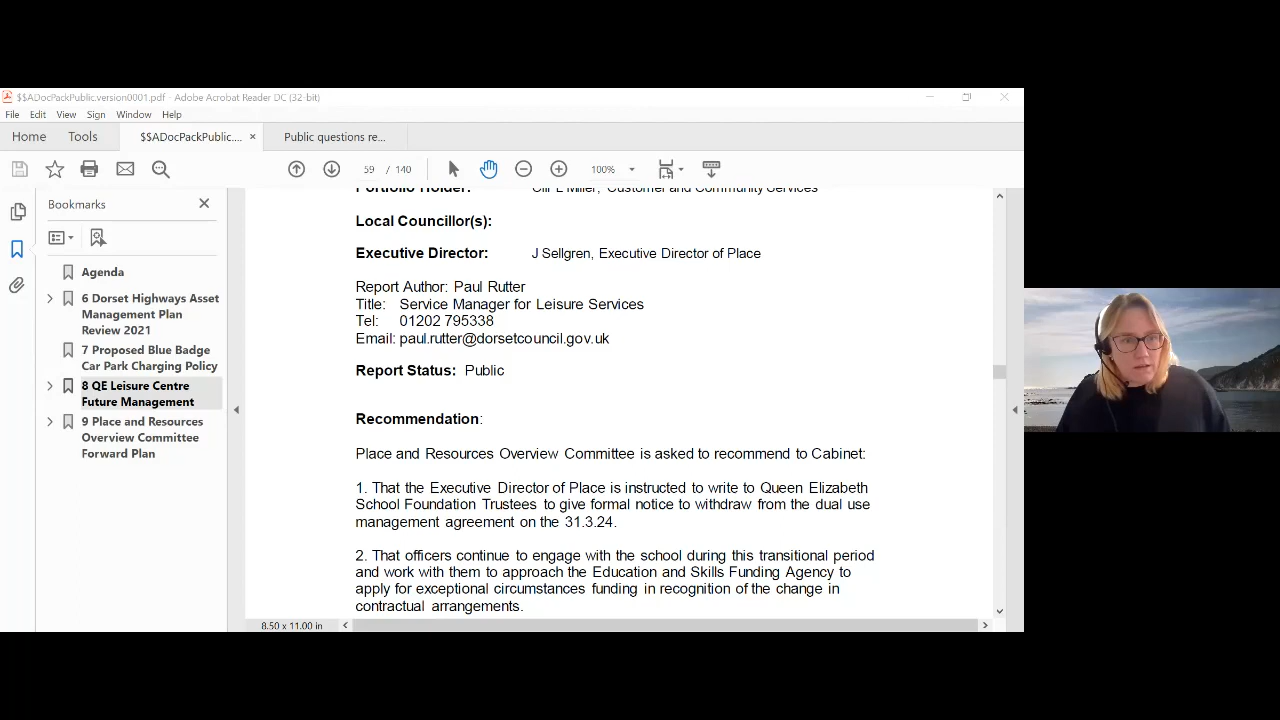 $$ADocPackPublic.version0001.pdf - Adobe Acrobat Reader DC (32-bit)
File Edit View Sign Window Help
Home Tools $$ADocPackPublic.... × Public questions re...
59 / 140 100%
Bookmarks
Agenda
6 Dorset Highways Asset
Management Plan
Review 2021
7 Proposed Blue Badge
Car Park Charging Policy
8 QE Leisure Centre
Future Management
9 Place and Resources
Overview Committee
Forward Plan
Portfolio Holder: Cllr L Miller, Customer and Community Services
Local Councillor(s):
Executive Director: J Sellgren, Executive Director of Place
Report Author: Paul Rutter
Title: Service Manager for Leisure Services
Tel: 01202 795338
Email: paul.rutter@dorsetcouncil.gov.uk
Report Status: Public
Recommendation:
Place and Resources Overview Committee is asked to recommend to Cabinet:
1. That the Executive Director of Place is instructed to write to Queen Elizabeth
School Foundation Trustees to give formal notice to withdraw from the dual use
management agreement on the 31.3.24.
2. That officers continue to engage with the school during this transitional period
and work with them to approach the Education and Skills Funding Agency to
apply for exceptional circumstances funding in recognition of the change in
contractual arrangements.
8.50 x 11.00 in